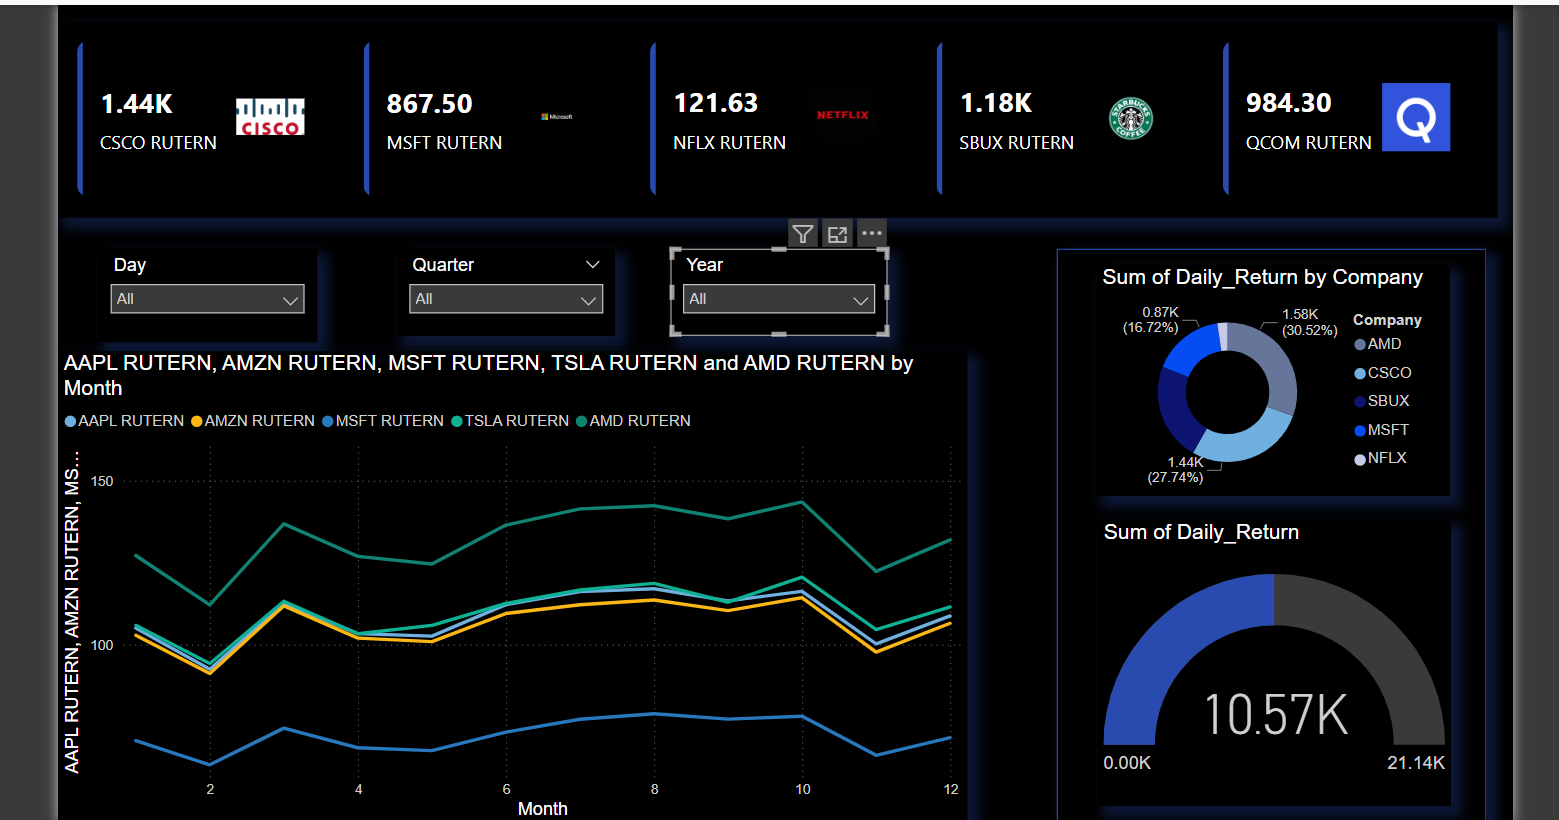 1.44K
CSCO RUTERN
CISCO
867.50
MSFT RUTERN
Microsoft
121.63
NFLX RUTERN
NETFLIX
1.18K
SBUX RUTERN
STARBUCKS
COFFEE
984.30
QCOM RUTERN
Q
Day
All
Quarter
All
Year
All
AAPL RUTERN, AMZN RUTERN, MSFT RUTERN, TSLA RUTERN and AMD RUTERN by
Month
AAPL RUTERN AMZN RUTERN MSFT RUTERN TSLA RUTERN AMD RUTERN
AAPL RUTERN, AMZN RUTERN, MS...
150
100
2 4 6 8 10 12
Month
Sum of Daily_Return by Company
0.87K
(16.72%)
1.58K
(30.52%)
1.44K
(27.74%)
Company
AMD
CSCO
SBUX
MSFT
NFLX
Sum of Daily_Return
10.57K
0.00K
21.14K